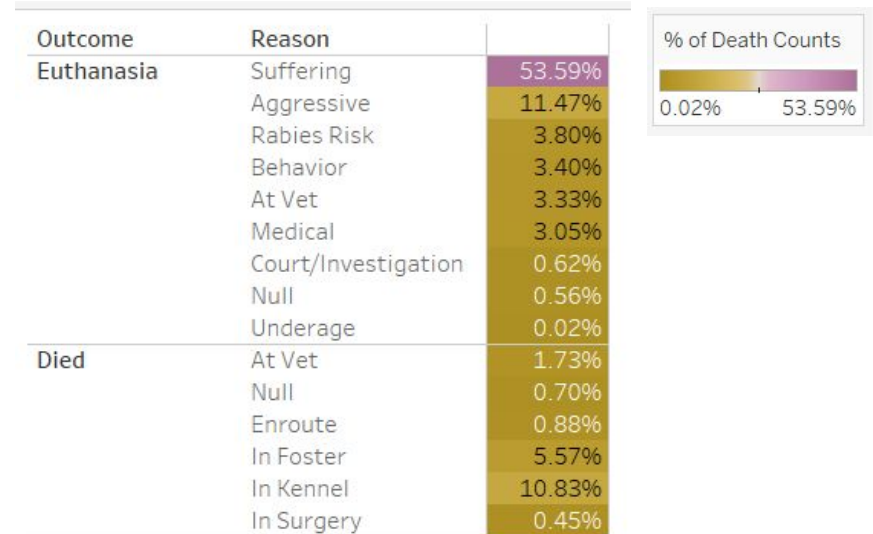 Outcome Reason
Euthanasia Suffering 53.59%
Aggressive 11.47%
Rabies Risk 3.80%
Behavior 3.40%
At Vet 3.33%
Medical 3.05%
Court/Investigation 0.62%
Null 0.56%
Underage 0.02%
Died At Vet 1.73%
Null 0.70%
Enroute 0.88%
In Foster 5.57%
In Kennel 10.83%
In Surgery 0.45%
% of Death Counts
0.02% 53.59%